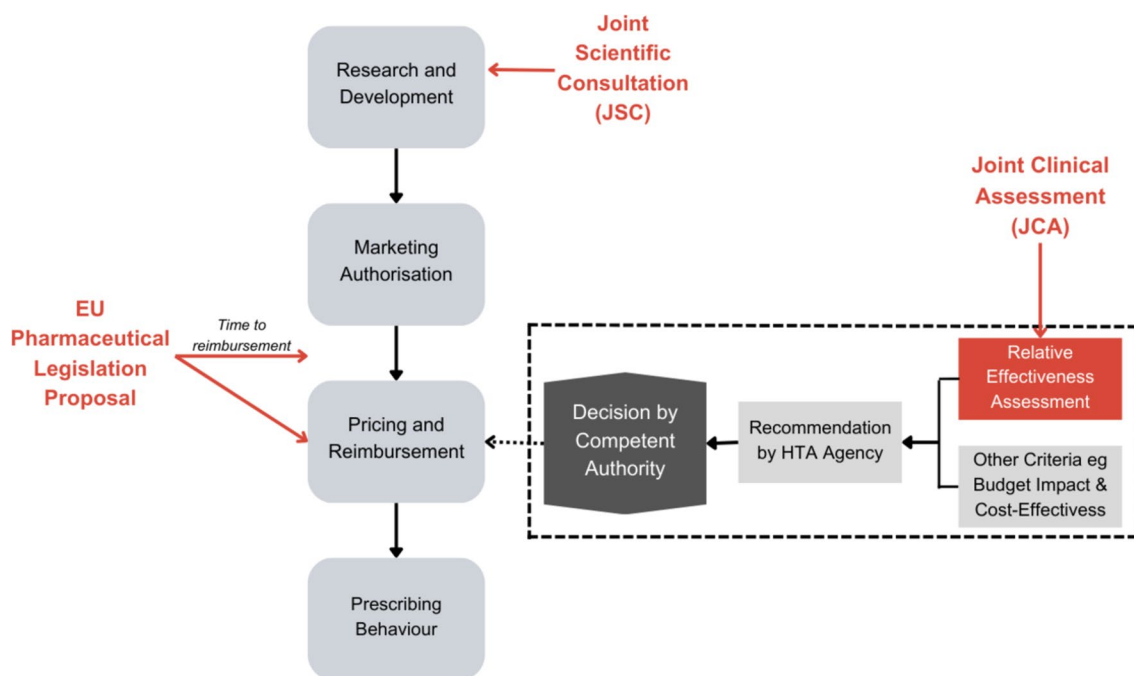 Joint
Scientific
Consultation
(JSC)
Research and
Development
Joint Clinical
Assessment
(JCA)
Marketing
Authorisation
EU
Pharmaceutical
Legislation
Proposal
Time to
reimbursement
Pricing and
Reimbursement
Decision by
Competent
Authority
Recommendation
by HTA Agency
Relative
Effectiveness
Assessment
Other Criteria eg
Budget Impact &
Cost-Effectivess
Prescribing
Behaviour